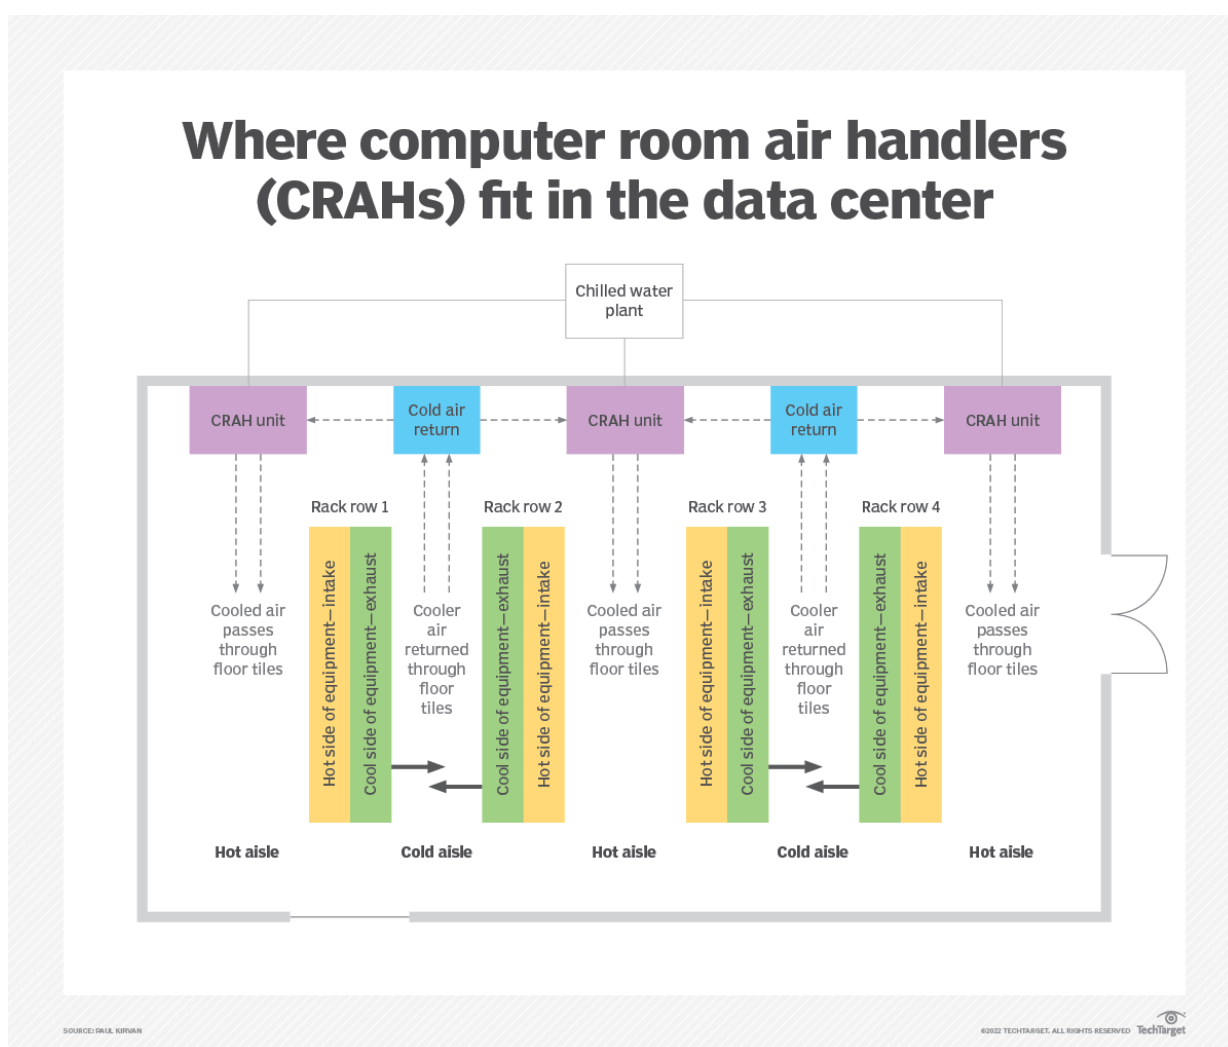 Where computer room air handlers
(CRAHs) fit in the data center
Chilled water
plant
CRAH unit
Cold air
return
CRAH unit
Cold air
return
CRAH unit
Rack row 1
Rack row 2
Rack row 3
Rack row 4
Cooled air
passes
through
floor tiles
Hot side of equipment—intake
Cool side of equipment—exhaust
Cooler
air
returned
through
floor
tiles
Cool side of equipment—exhaust
Hot side of equipment—intake
Cooled air
passes
through
floor tiles
Hot side of equipment—intake
Cool side of equipment—exhaust
Cooler
air
returned
through
floor
tiles
Cool side of equipment—exhaust
Hot side of equipment—intake
Cooled air
passes
through
floor tiles
Hot aisle
Cold aisle
Hot aisle
Cold aisle
Hot aisle
SOURCE: PAUL KIRVAN
©2022 TECHTARGET. ALL RIGHTS RESERVED
TechTarget